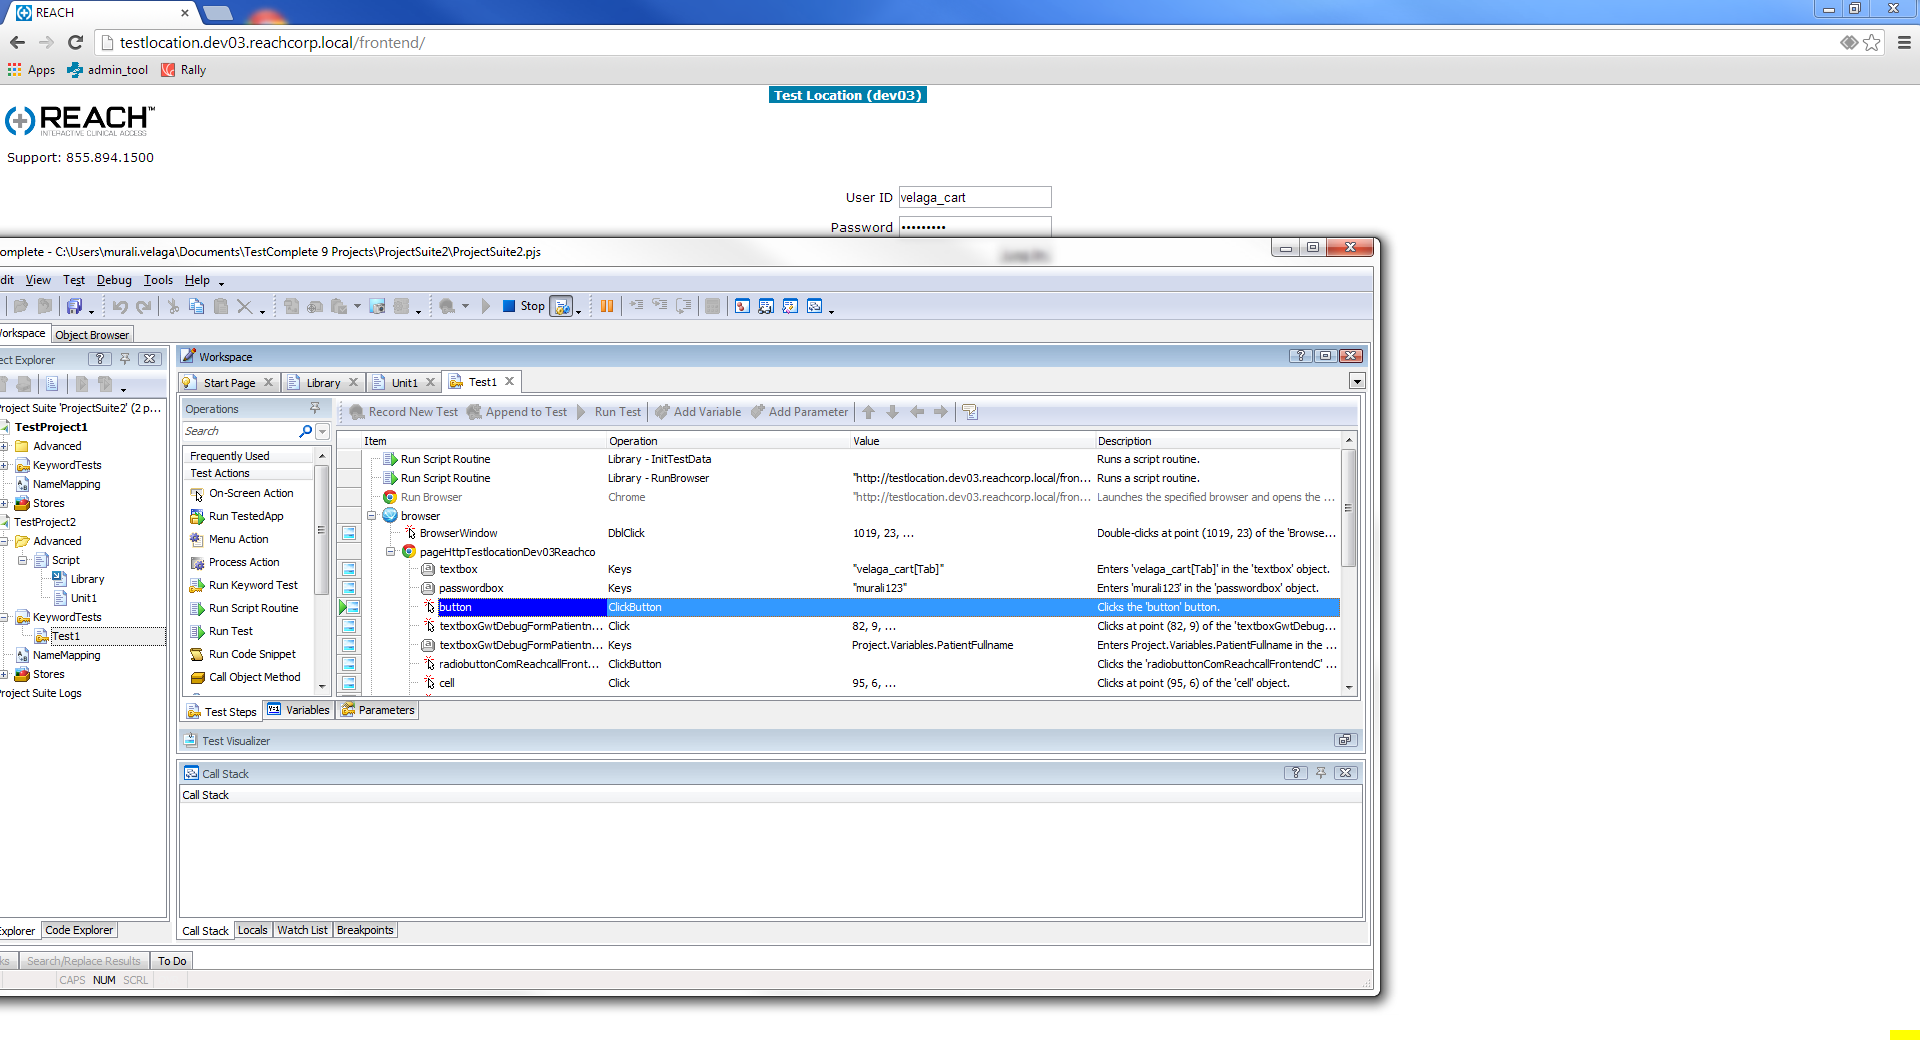 REACH
testlocation.dev03.reachcorp.local/frontend/
Apps admin_tool Rally
Test Location (dev03)
REACH™
INTERACTIVE CLINICAL ACCESS
Support: 855.894.1500
User ID velaga_cart
Password •••••••••
omplete - C:\Users\murali.velaga\Documents\TestComplete 9 Projects\ProjectSuite2\ProjectSuite2.pjs
dit View Test Debug Tools Help
Stop
Workspace Object Browser
ect Explorer
Workspace
Start Page Library Unit1 Test1
Operations
Record New Test Append to Test Run Test Add Variable Add Parameter
Search
Item Operation Value Description
Frequently Used
Test Actions
On-Screen Action
Run TestedApp
Menu Action
Process Action
Run Keyword Test
Run Script Routine
Run Test
Run Code Snippet
Call Object Method
Run Script Routine Library - InitTestData Runs a script routine.
Run Script Routine Library - RunBrowser "http://testlocation.dev03.reachcorp.local/fron... Runs a script routine.
Run Browser Chrome "http://testlocation.dev03.reachcorp.local/fron... Launches the specified browser and opens the ...
browser
BrowserWindow DblClick 1019, 23, ... Double-clicks at point (1019, 23) of the 'Browse...
pageHttpTestlocationDev03Reachco
textbox Keys "velaga_cart[Tab]" Enters 'velaga_cart[Tab]' in the 'textbox' object.
passwordbox Keys "murali123" Enters 'murali123' in the 'passwordbox' object.
button ClickButton Clicks the 'button' button.
textboxGwtDebugFormPatientn... Click 82, 9, ... Clicks at point (82, 9) of the 'textboxGwtDebug...
textboxGwtDebugFormPatientn... Keys Project.Variables.PatientFullname Enters Project.Variables.PatientFullname in the ...
radiobuttonComReachcallFront... ClickButton Clicks the 'radiobuttonComReachcallFrontendC' ...
cell Click 95, 6, ... Clicks at point (95, 6) of the 'cell' object.
roject Suite 'ProjectSuite2' (2 p...
TestProject1
Advanced
KeywordTests
NameMapping
Stores
TestProject2
Advanced
Script
Library
Unit1
KeywordTests
Test1
NameMapping
Stores
roject Suite Logs
Test Steps Variables Parameters
Test Visualizer
Call Stack
Call Stack
xplorer Code Explorer
Call Stack Locals Watch List Breakpoints
ks Search/Replace Results To Do
CAPS NUM SCRL